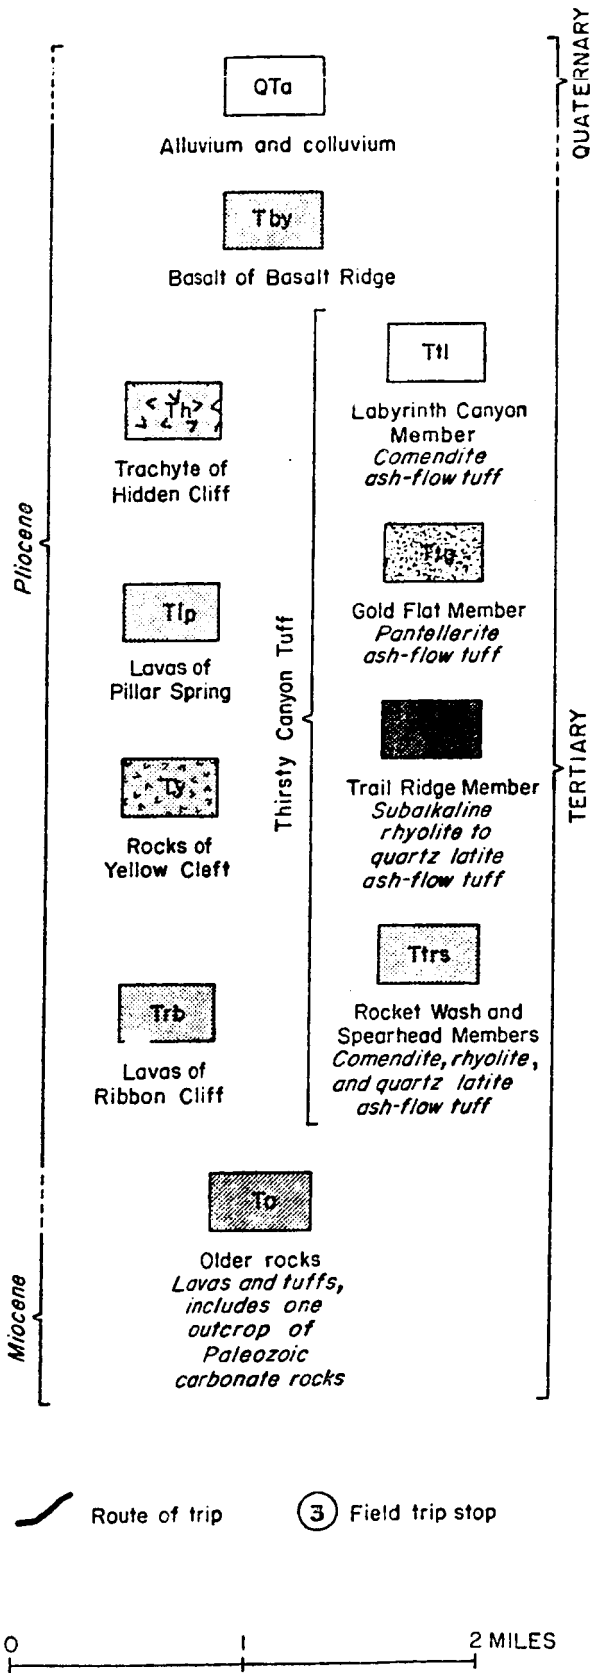 QTa
Alluvium and colluvium
Tby
Basalt of Basalt Ridge
QUATERNARY
Pliocene
Th
Trachyte of
Hidden Cliff
Tlp
Lavas of
Pillar Spring
Ty
Rocks of
Yellow Cleft
Trb
Lavas of
Ribbon Cliff
Thirsty Canyon Tuff
Ttl
Labyrinth Canyon
Member
Comendite
ash-flow tuff
Ttg
Gold Flat Member
Pantellerite
ash-flow tuff
Trail Ridge Member
Subalkaline
rhyolite to
quartz latite
ash-flow tuff
Ttrs
Rocket Wash and
Spearhead Members
Comendite, rhyolite,
and quartz latite
ash-flow tuff
TERTIARY
To
Older rocks
Lavas and tuffs,
includes one
outcrop of
Paleozoic
carbonate rocks
Miocene
Route of trip
3 Field trip stop
0 1 2 MILES